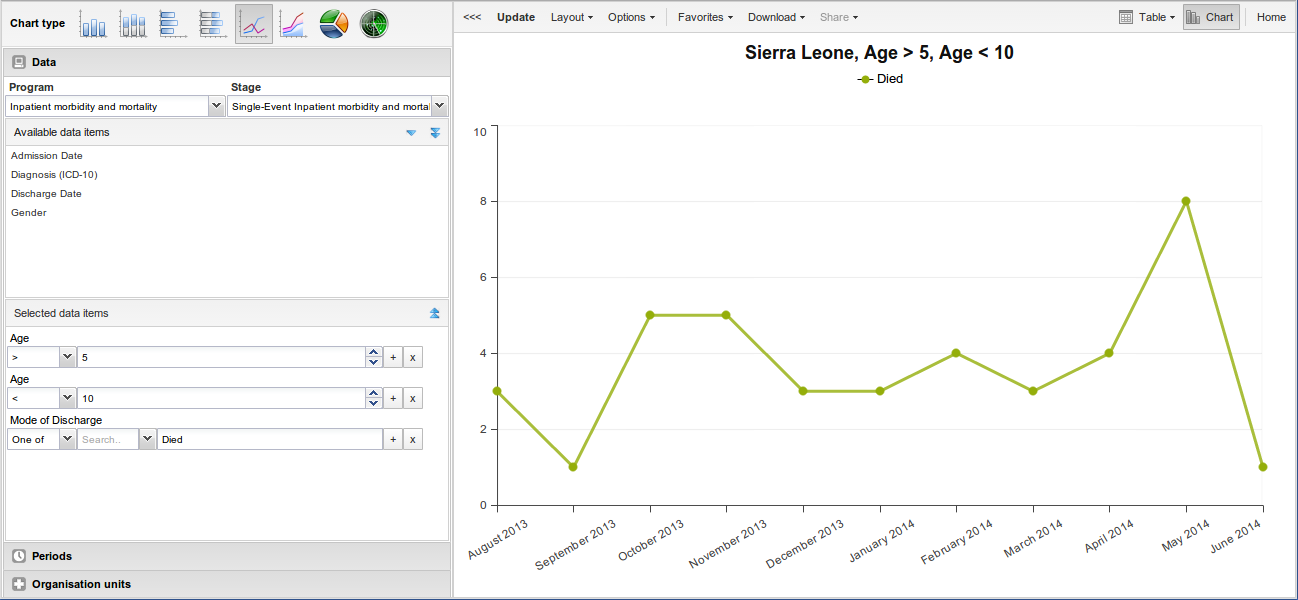 Chart type
<<< Update Layout Options Favorites Download Share Table Chart Home
Data
Program Stage
Inpatient morbidity and mortality Single-Event Inpatient morbidity and mortal
Available data items
Admission Date
Diagnosis (ICD-10)
Discharge Date
Gender
Selected data items
Age
> 5 + x
Age
< 10 + x
Mode of Discharge
One of Search.. Died + x
Periods
Organisation units
Sierra Leone, Age > 5, Age < 10
Died
10
8
6
4
2
0
August 2013 September 2013 October 2013 November 2013 December 2013 January 2014 February 2014 March 2014 April 2014 May 2014 June 2014